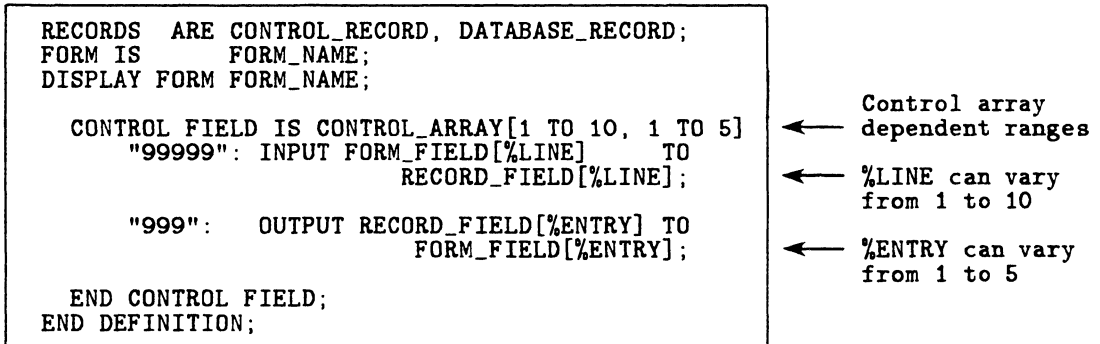 RECORDS ARE CONTROL_RECORD, DATABASE_RECORD;
FORM IS FORM_NAME;
DISPLAY FORM FORM_NAME;
CONTROL FIELD IS CONTROL_ARRAY[1 TO 10, 1 TO 5]
"99999": INPUT FORM_FIELD[%LINE] TO
RECORD_FIELD[%LINE];
"999": OUTPUT RECORD_FIELD[%ENTRY] TO
FORM_FIELD[%ENTRY];
END CONTROL FIELD;
END DEFINITION;
Control array
dependent ranges
%LINE can vary
from 1 to 10
%ENTRY can vary
from 1 to 5